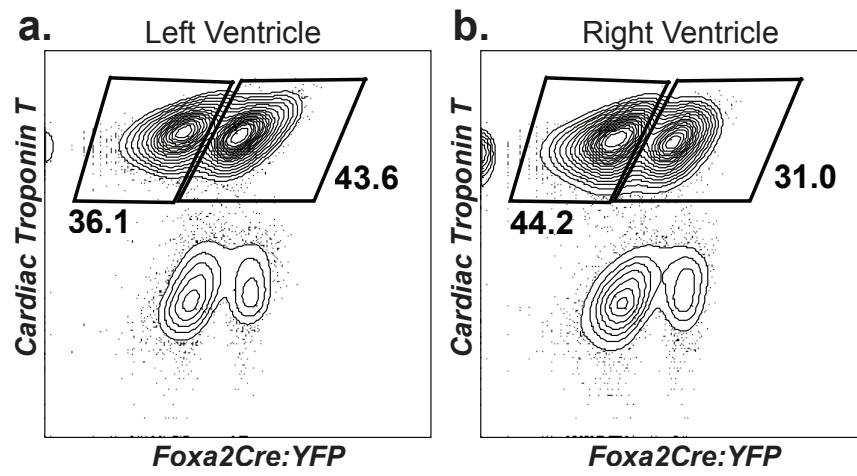 a. Left Ventricle
Cardiac Troponin T
43.6
36.1
Foxa2Cre:YFP
b. Right Ventricle
Cardiac Troponin T
31.0
44.2
Foxa2Cre:YFP